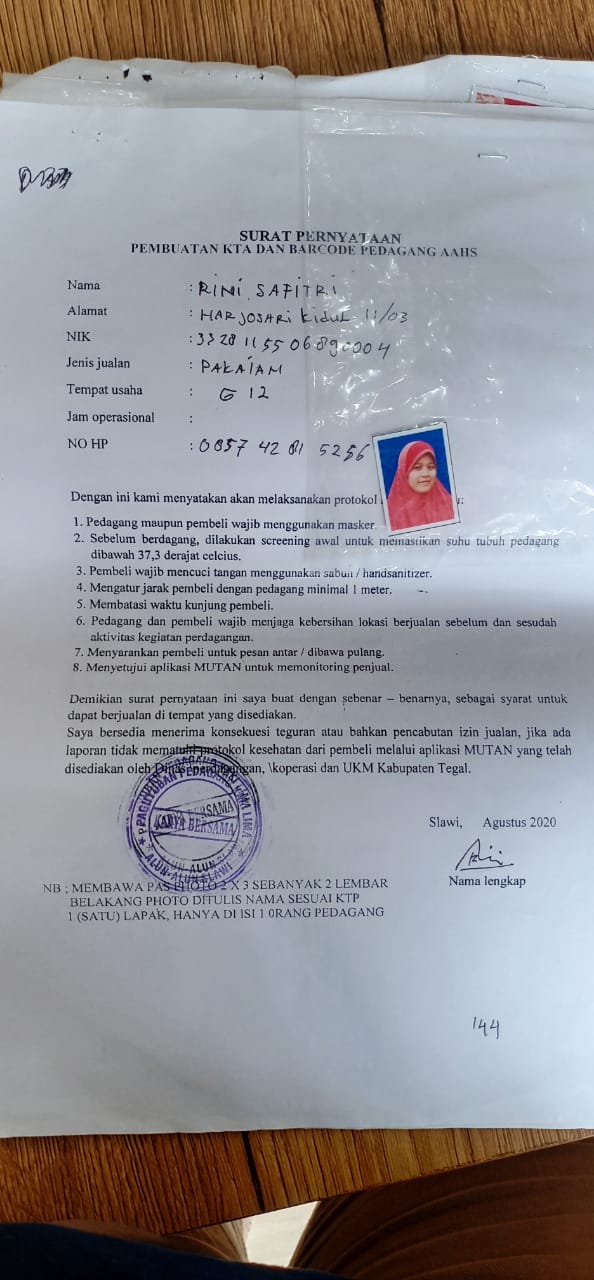 SURAT PERNYATAAN
PEMBUATAN KTA DAN BARCODE PEDAGANG AAHS
Nama : RINI SAFITRI
Alamat : HARJOSARI Kidul 11/03
NIK : 3328115506890004
Jenis jualan : PAKAIAN
Tempat usaha : G 12
Jam operasional :
NO HP : 0857 42 81 5256
Dengan ini kami menyatakan akan melaksanakan protokol u:
1. Pedagang maupun pembeli wajib menggunakan masker.
2. Sebelum berdagang, dilakukan screening awal untuk memastikan suhu tubuh pedagang
dibawah 37,3 derajat celcius.
3. Pembeli wajib mencuci tangan menggunakan sabun / handsanitizer.
4. Mengatur jarak pembeli dengan pedagang minimal 1 meter.
5. Membatasi waktu kunjung pembeli.
6. Pedagang dan pembeli wajib menjaga kebersihan lokasi berjualan sebelum dan sesudah
aktivitas kegiatan perdagangan.
7. Menyarankan pembeli untuk pesan antar / dibawa pulang.
8. Menyetujui aplikasi MUTAN untuk memonitoring penjual.
Demikian surat pernyataan ini saya buat dengan sebenar – benarnya, sebagai syarat untuk
dapat berjualan di tempat yang disediakan.
Saya bersedia menerima konsekuesi teguran atau bahkan pencabutan izin jualan, jika ada
laporan tidak mematuhi protokol kesehatan dari pembeli melalui aplikasi MUTAN yang telah
disediakan oleh Dinas perdagangan, \koperasi dan UKM Kabupaten Tegal.
PAGUYUBAN PEDAGANG KAKI LIMA
KARYA BERSAMA
ALUN-ALUN SLAWI
Slawi, Agustus 2020
Nama lengkap
NB ; MEMBAWA PAS PHOTO 2 X 3 SEBANYAK 2 LEMBAR
BELAKANG PHOTO DITULIS NAMA SESUAI KTP
1 (SATU) LAPAK, HANYA DI ISI 1 0RANG PEDAGANG
144